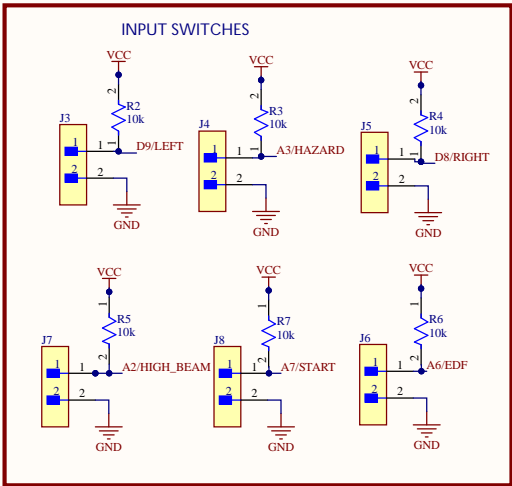 INPUT SWITCHES
VCC
2
R2
10k
1
J3
1
1
D9/LEFT
2
2
GND
VCC
2
R3
10k
1
J4
1
1
A3/HAZARD
2
2
GND
VCC
2
R4
10k
1
J5
1
1
D8/RIGHT
2
2
GND
VCC
1
R5
10k
2
J7
1
1
A2/HIGH_BEAM
2
2
GND
VCC
1
R7
10k
2
J8
1
1
A7/START
2
2
GND
VCC
1
R6
10k
2
J6
1
1
A6/EDF
2
2
GND